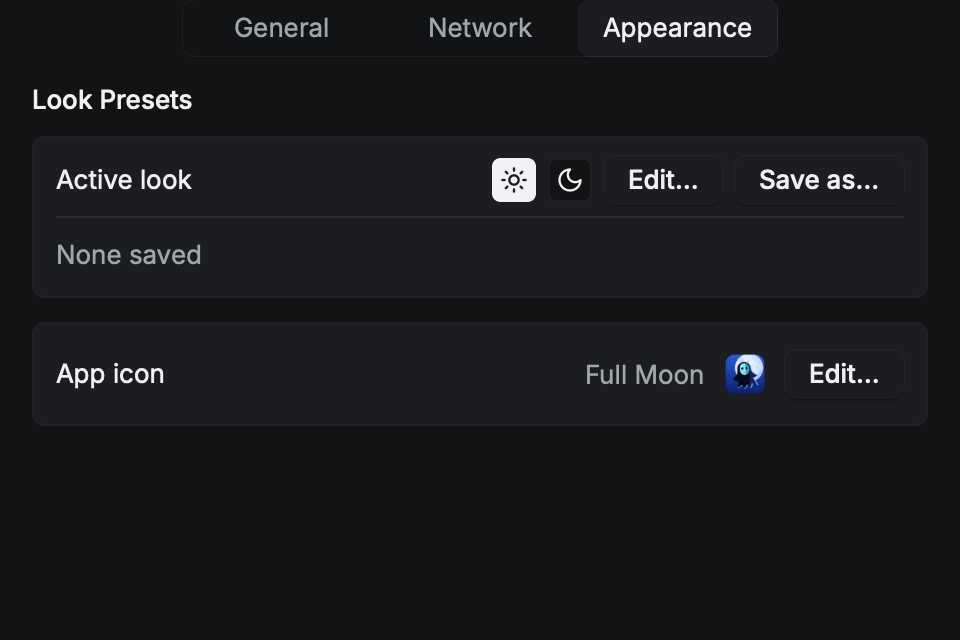 General Network Appearance
Look Presets
Active look Edit... Save as...
None saved
App icon Full Moon Edit...